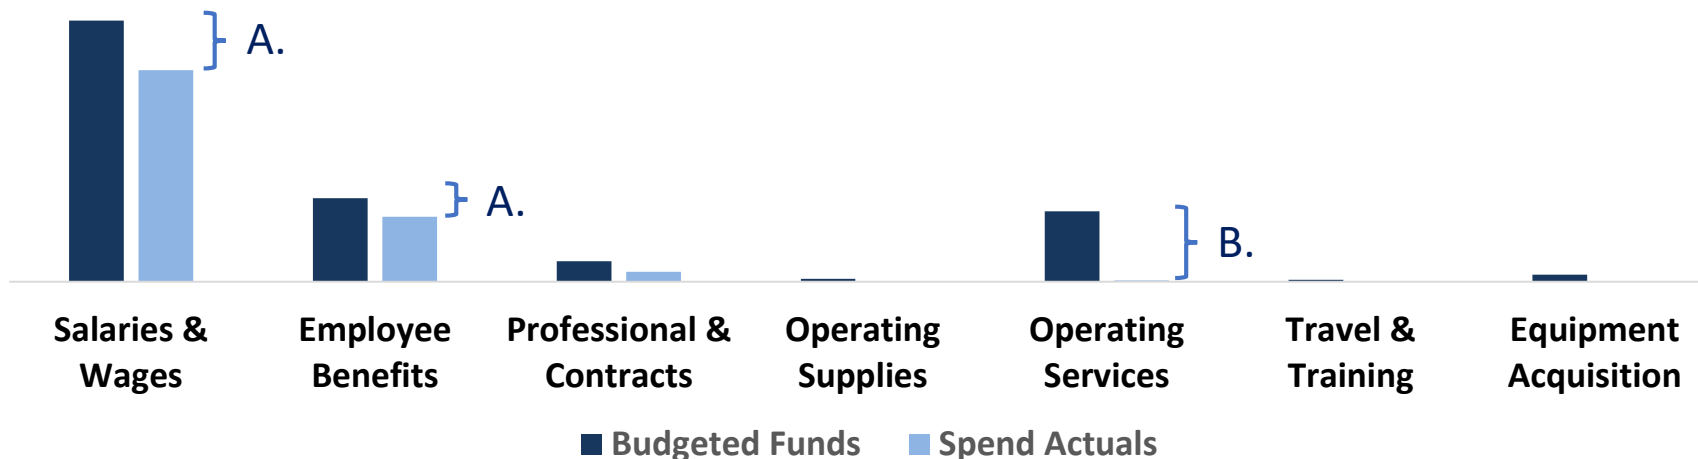 A.
A.
B.
Salaries &
Wages
Employee
Benefits
Professional &
Contracts
Operating
Supplies
Operating
Services
Travel &
Training
Equipment
Acquisition
Budgeted Funds
Spend Actuals